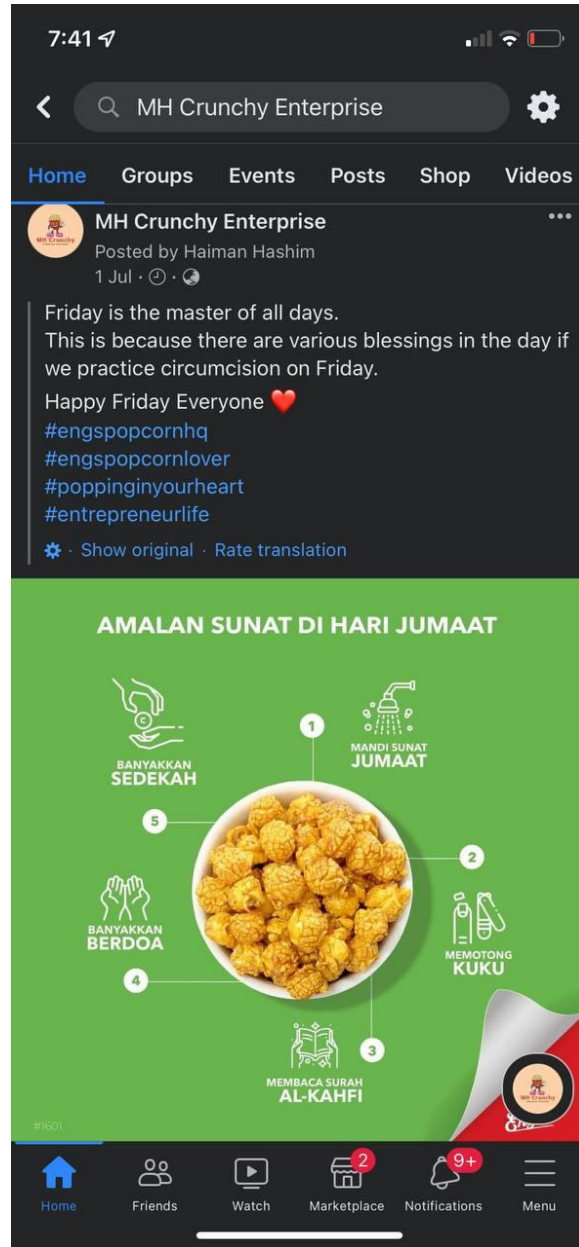 7:41
MH Crunchy Enterprise
Home Groups Events Posts Shop Videos
MH Crunchy Enterprise
Posted by Haiman Hashim
1 Jul
Friday is the master of all days.
This is because there are various blessings in the day if
we practice circumcision on Friday.
Happy Friday Everyone ❤️
#engspopcornhq
#engspopcornlover
#poppinginyourheart
#entrepreneurlife
· Show original · Rate translation
AMALAN SUNAT DI HARI JUMAAT
1
MANDI SUNAT
JUMAAT
2
MEMOTONG
KUKU
3
MEMBACA SURAH
AL-KAHFI
4
BANYAKKAN
BERDOA
5
BANYAKKAN
SEDEKAH
#1601
MH Crunchy
2
9+
Home Friends Watch Marketplace Notifications Menu